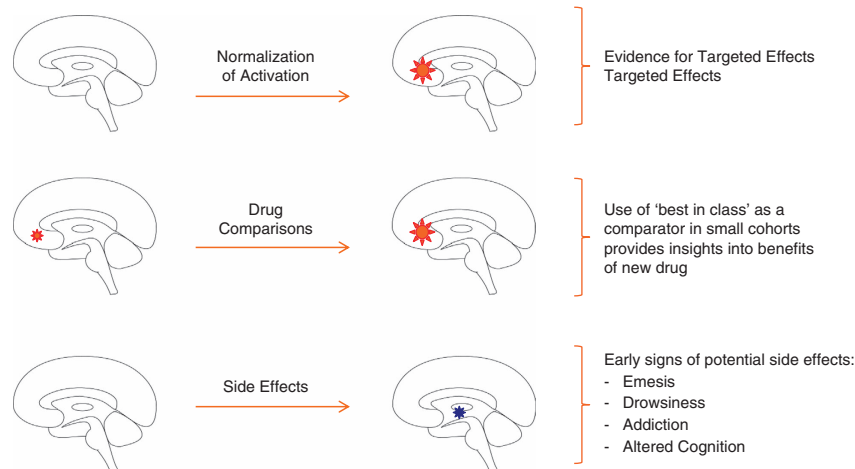 Normalization
of Activation
Evidence for Targeted Effects
Targeted Effects
Drug
Comparisons
Use of ‘best in class’ as a
comparator in small cohorts
provides insights into benefits
of new drug
Side Effects
Early signs of potential side effects:
- Emesis
- Drowsiness
- Addiction
- Altered Cognition